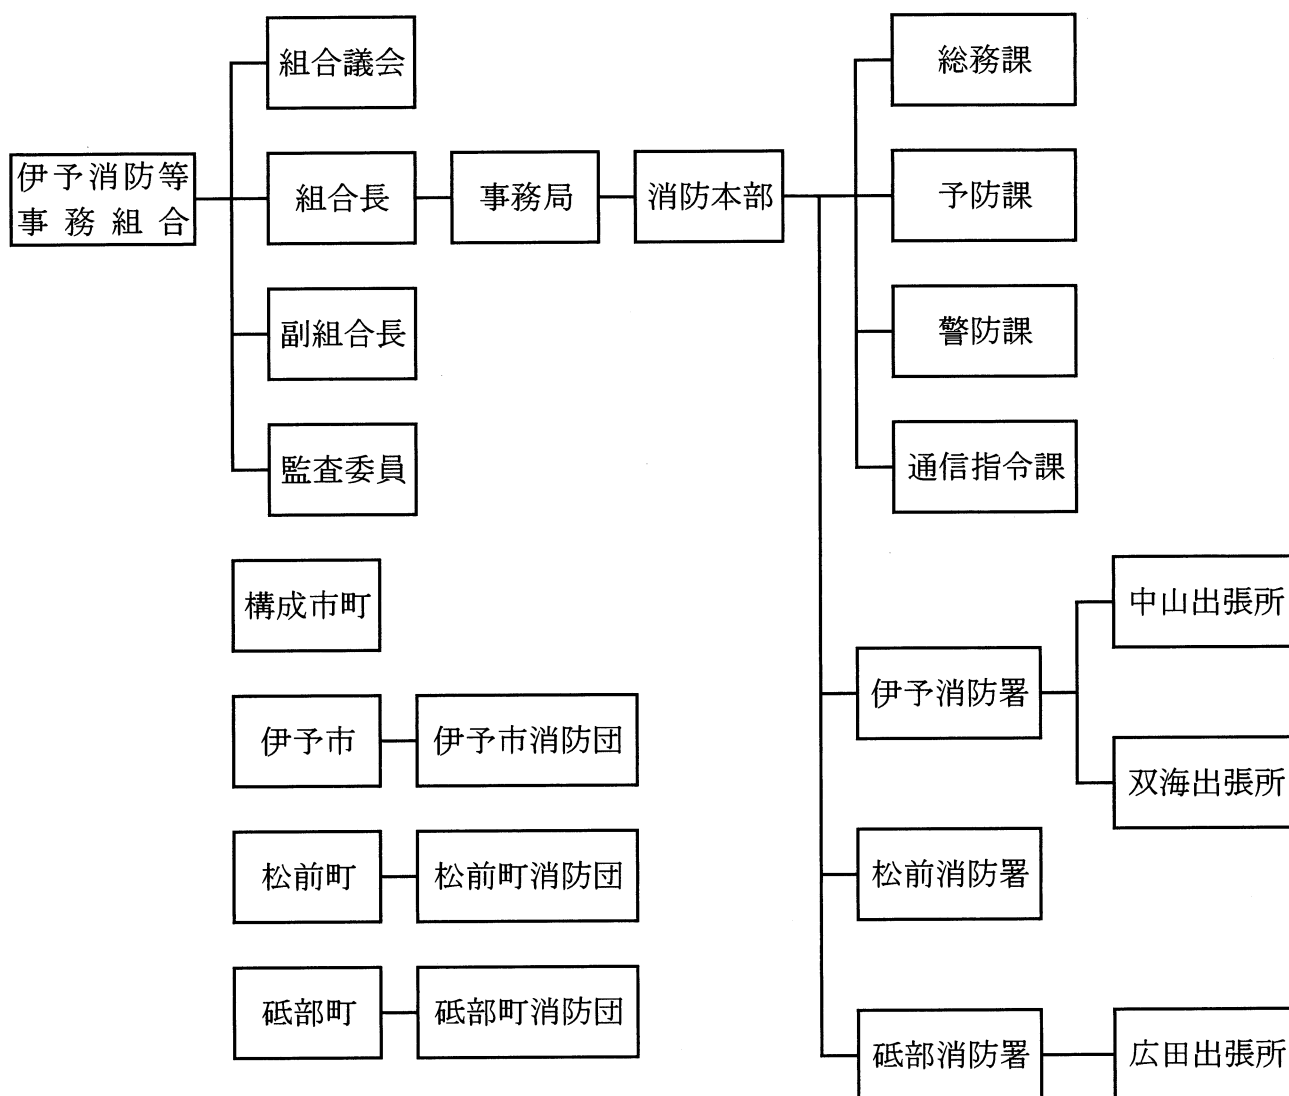 伊予消防等
事務組合
組合議会
組合長
副組合長
監査委員
事務局
消防本部
総務課
予防課
警防課
通信指令課
伊予消防署
中山出張所
双海出張所
松前消防署
砥部消防署
広田出張所
構成市町
伊予市
伊予市消防団
松前町
松前町消防団
砥部町
砥部町消防団